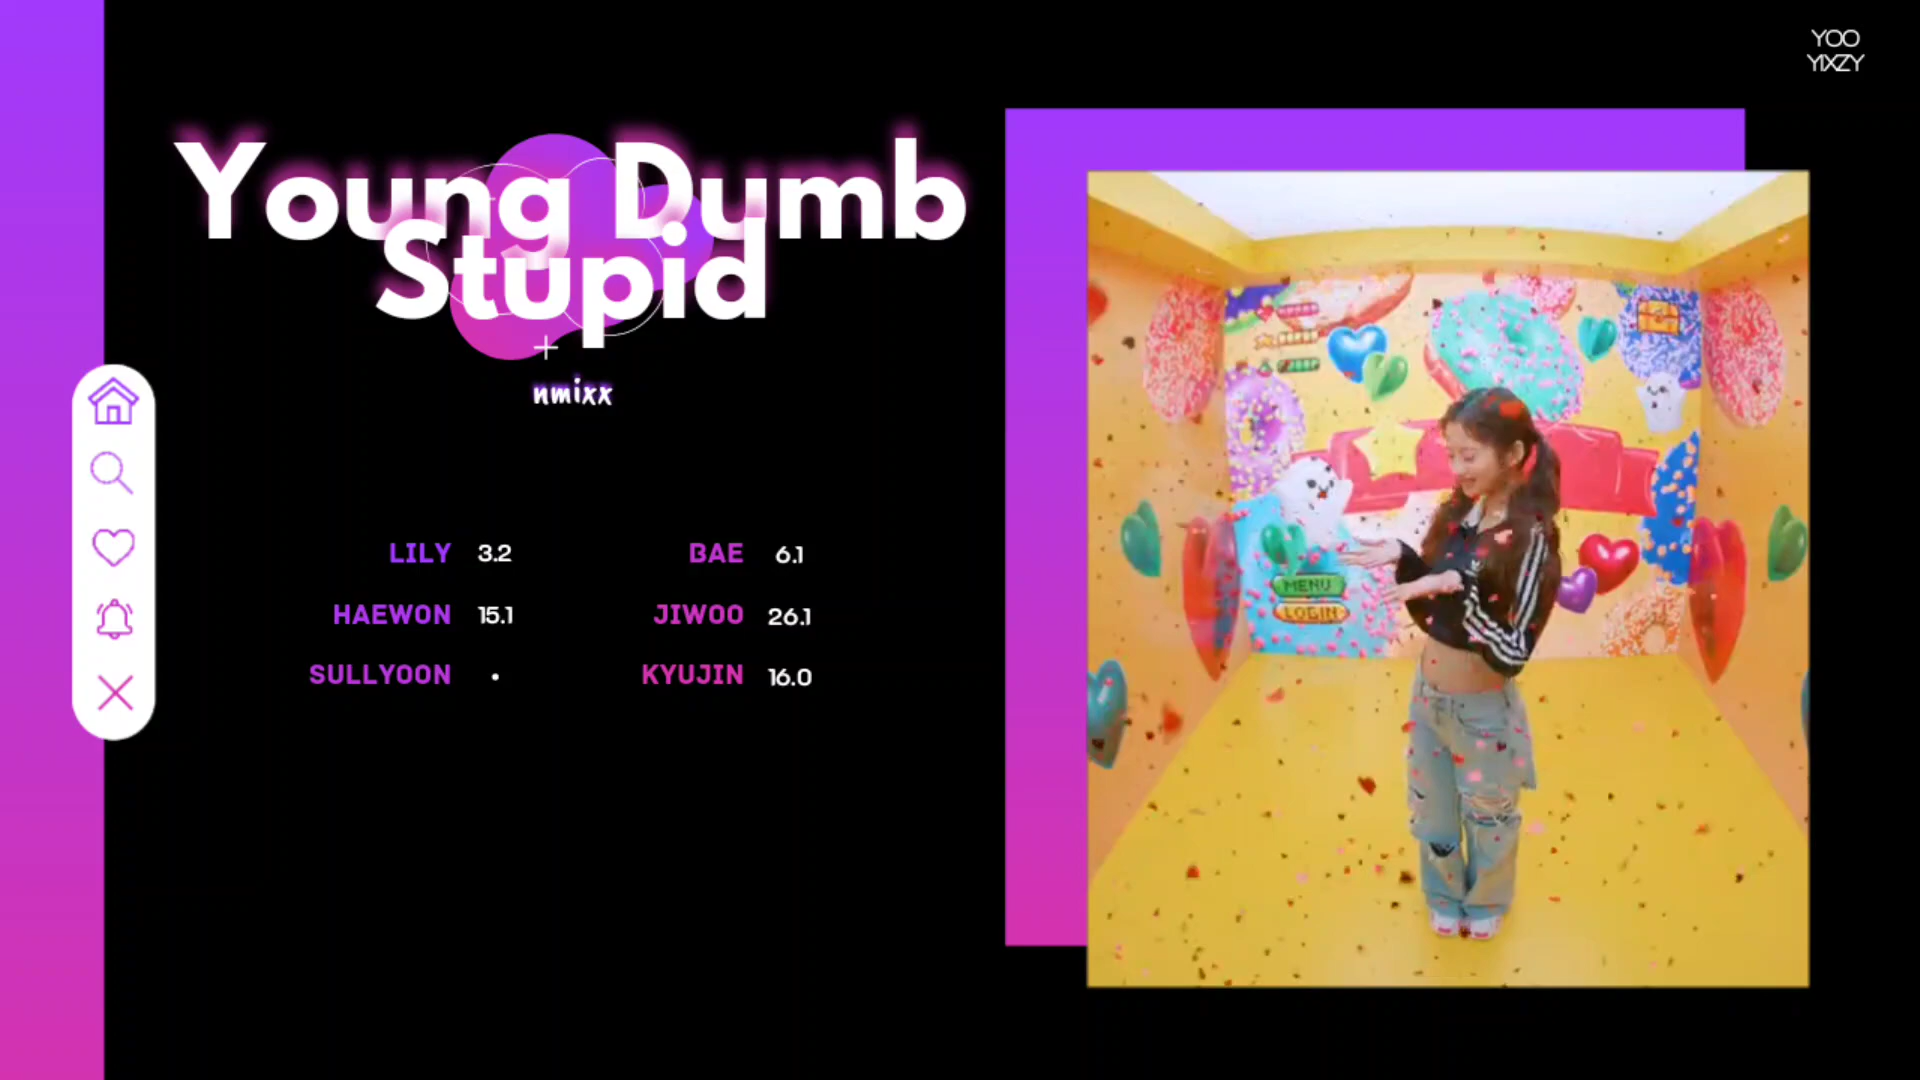 YOO
YIXZY
Young Dumb
Stupid
nmixx
LILY 3.2 BAE 6.1
HAEWON 15.1 JIWOO 26.1
SULLYOON . KYUJIN 16.0
MENU
LOGIN